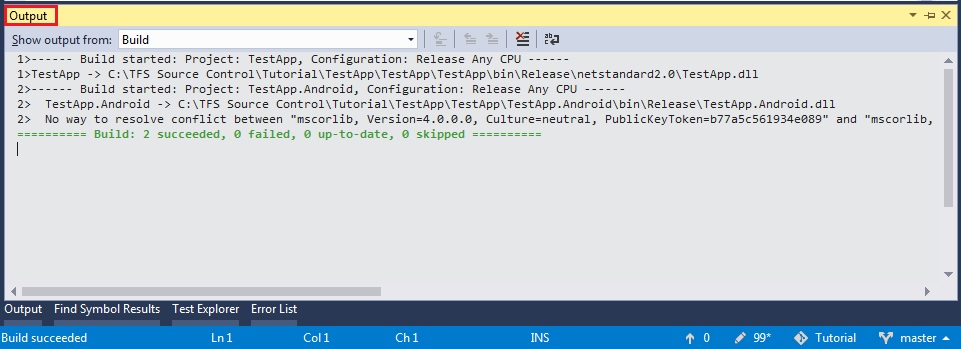 Output
Show output from: Build
1>------ Build started: Project: TestApp, Configuration: Release Any CPU ------
1>TestApp -> C:\TFS Source Control\Tutorial\TestApp\TestApp\TestApp\bin\Release\netstandard2.0\TestApp.dll
2>------ Build started: Project: TestApp.Android, Configuration: Release Any CPU ------
2>  TestApp.Android -> C:\TFS Source Control\Tutorial\TestApp\TestApp\TestApp.Android\bin\Release\TestApp.Android.dll
2>  No way to resolve conflict between "mscorlib, Version=4.0.0.0, Culture=neutral, PublicKeyToken=b77a5c561934e089" and "mscorlib,
========== Build: 2 succeeded, 0 failed, 0 up-to-date, 0 skipped ==========
Output Find Symbol Results Test Explorer Error List
Build succeeded Ln 1 Col 1 Ch 1 INS 0 99* Tutorial master